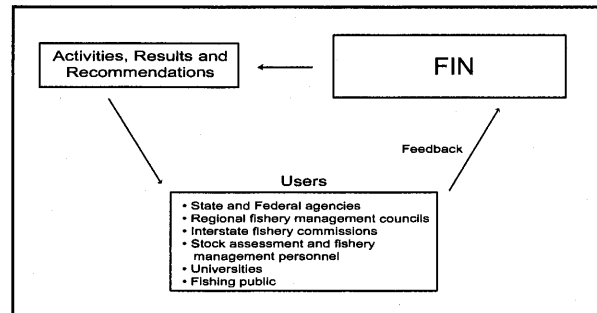 Activities, Results and
Recommendations
FIN
Feedback
Users
• State and Federal agencies
• Regional fishery management councils
• Interstate fishery commissions
• Stock assessment and fishery
management personnel
• Universities
• Fishing public